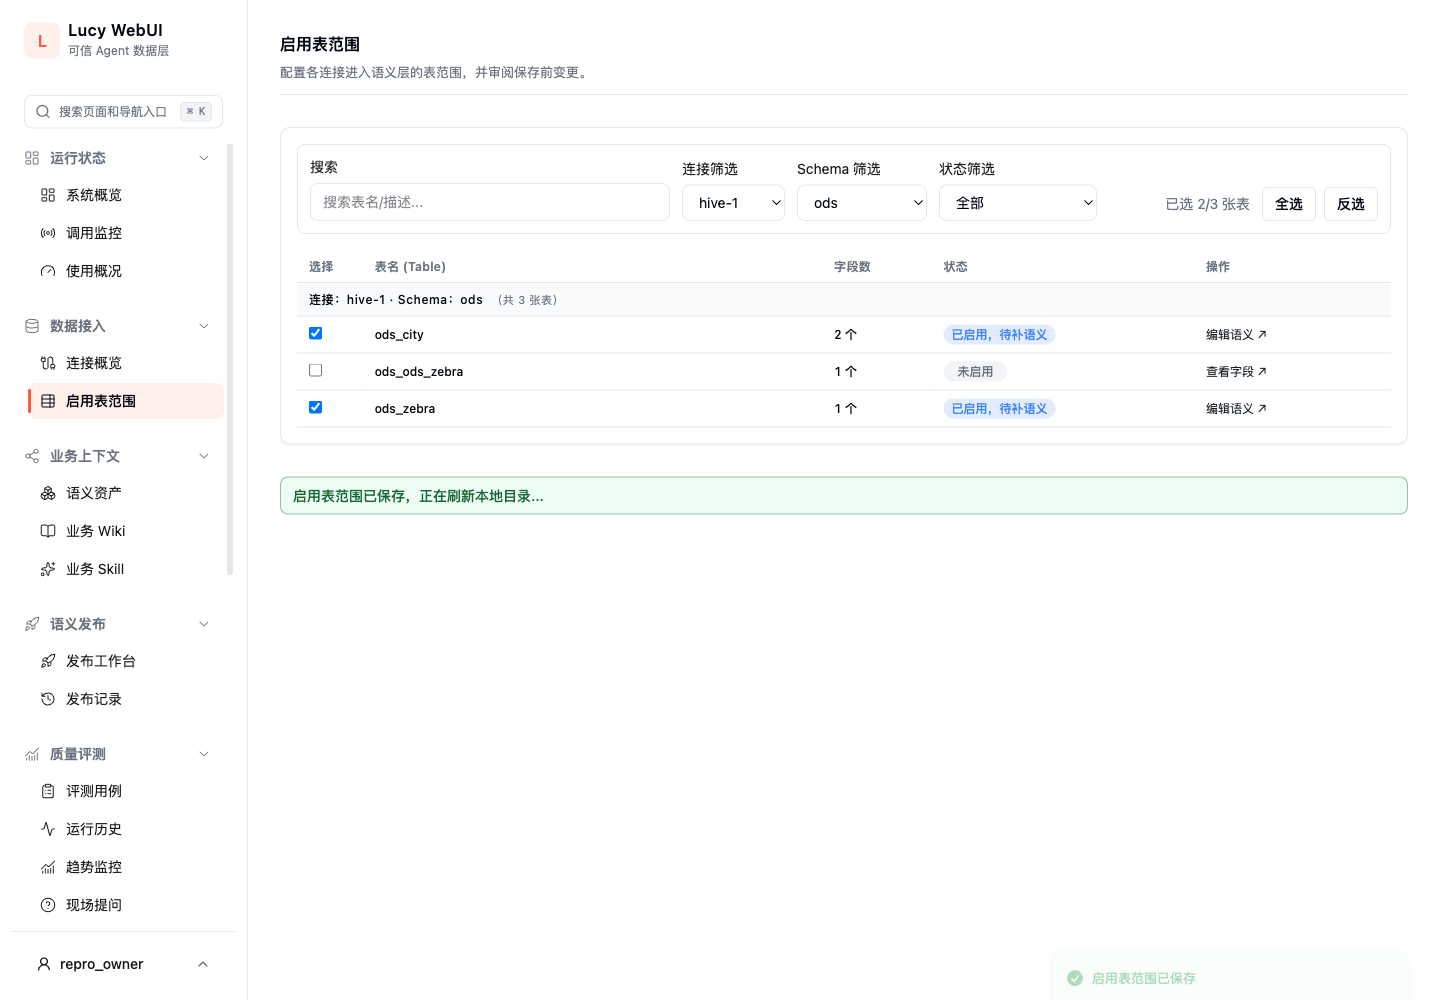 L
Lucy WebUI
可信 Agent 数据层
搜索页面和导航入口 ⌘ K
运行状态
系统概览
调用监控
使用概况
数据接入
连接概览
启用表范围
业务上下文
语义资产
业务 Wiki
业务 Skill
语义发布
发布工作台
发布记录
质量评测
评测用例
运行历史
趋势监控
现场提问
repro_owner
启用表范围
配置各连接进入语义层的表范围，并审阅保存前变更。
搜索 连接筛选 Schema 筛选 状态筛选
搜索表名/描述... hive-1 ods 全部 已选 2/3 张表 全选 反选
选择 表名 (Table) 字段数 状态 操作
连接：hive-1 · Schema：ods （共 3 张表）
ods_city 2 个 已启用，待补语义 编辑语义 ↗
ods_ods_zebra 1 个 未启用 查看字段 ↗
ods_zebra 1 个 已启用，待补语义 编辑语义 ↗
启用表范围已保存，正在刷新本地目录...
启用表范围已保存